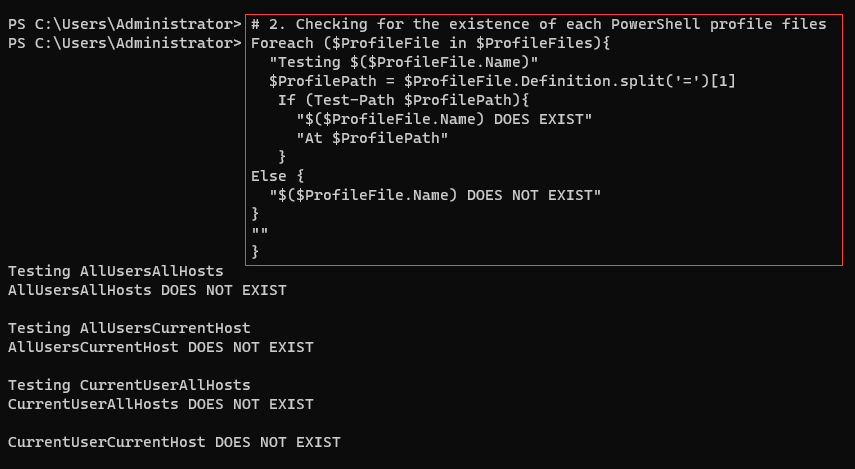 PS C:\Users\Administrator> # 2. Checking for the existence of each PowerShell profile files
PS C:\Users\Administrator> Foreach ($ProfileFile in $ProfileFiles){
  "Testing $($ProfileFile.Name)"
  $ProfilePath = $ProfileFile.Definition.split('=')[1]
   If (Test-Path $ProfilePath){
     "$($ProfileFile.Name) DOES EXIST"
     "At $ProfilePath"
   }
Else {
  "$($ProfileFile.Name) DOES NOT EXIST"
}
""
}
Testing AllUsersAllHosts
AllUsersAllHosts DOES NOT EXIST

Testing AllUsersCurrentHost
AllUsersCurrentHost DOES NOT EXIST

Testing CurrentUserAllHosts
CurrentUserAllHosts DOES NOT EXIST

CurrentUserCurrentHost DOES NOT EXIST